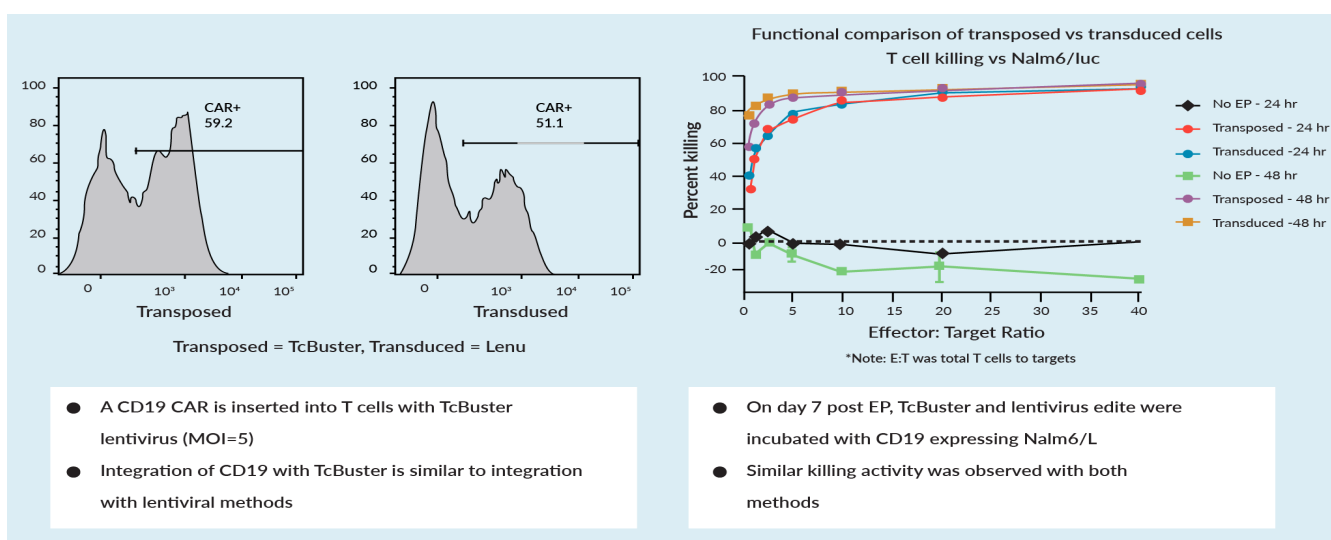 Functional comparison of transposed vs transduced cells
T cell killing vs Nalm6/luc
100
80
60
40
20
0
CAR+
59.2
0
10³
10⁴
10⁵
Transposed
100
80
60
40
20
0
CAR+
51.1
0
10³
10⁴
10⁵
Transdused
Transposed = TcBuster, Transduced = Lenu
Percent killing
100
80
60
40
20
0
-20
0
5
10
15
20
25
30
35
40
Effector: Target Ratio
*Note: E:T was total T cells to targets
No EP - 24 hr
Transposed - 24 hr
Transduced -24 hr
No EP - 48 hr
Transposed - 48 hr
Transduced -48 hr
● A CD19 CAR is inserted into T cells with TcBuster
lentivirus (MOI=5)
● Integration of CD19 with TcBuster is similar to integration
with lentiviral methods
● On day 7 post EP, TcBuster and lentivirus edite were
incubated with CD19 expressing Nalm6/L
● Similar killing activity was observed with both
methods